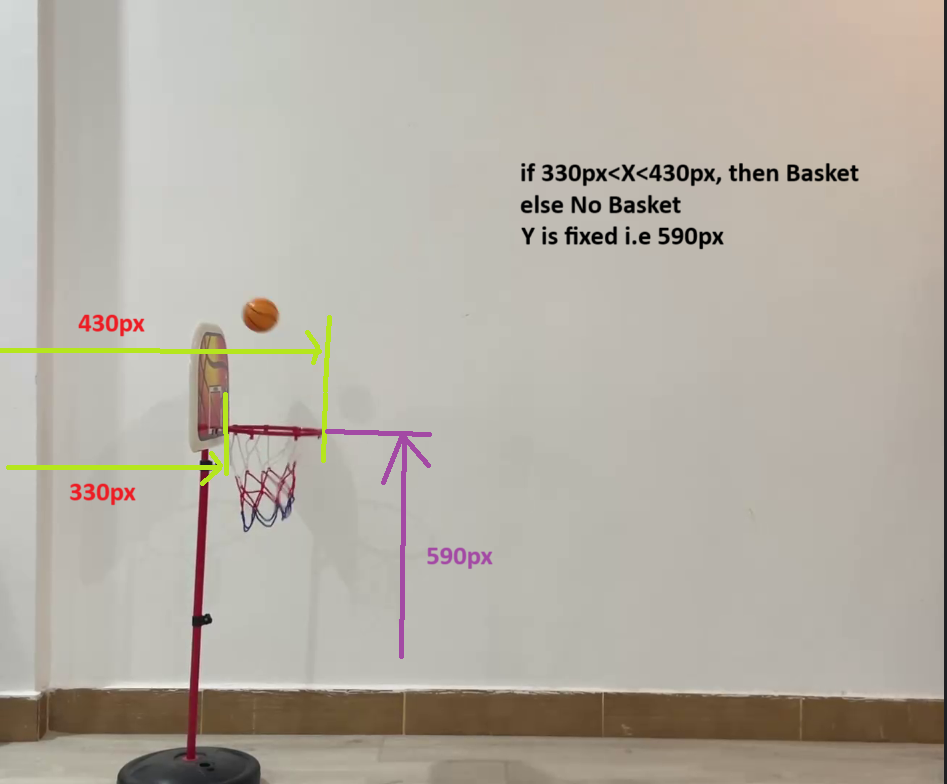 if 330px<X<430px, then Basket
else No Basket
Y is fixed i.e 590px
430px
330px
590px